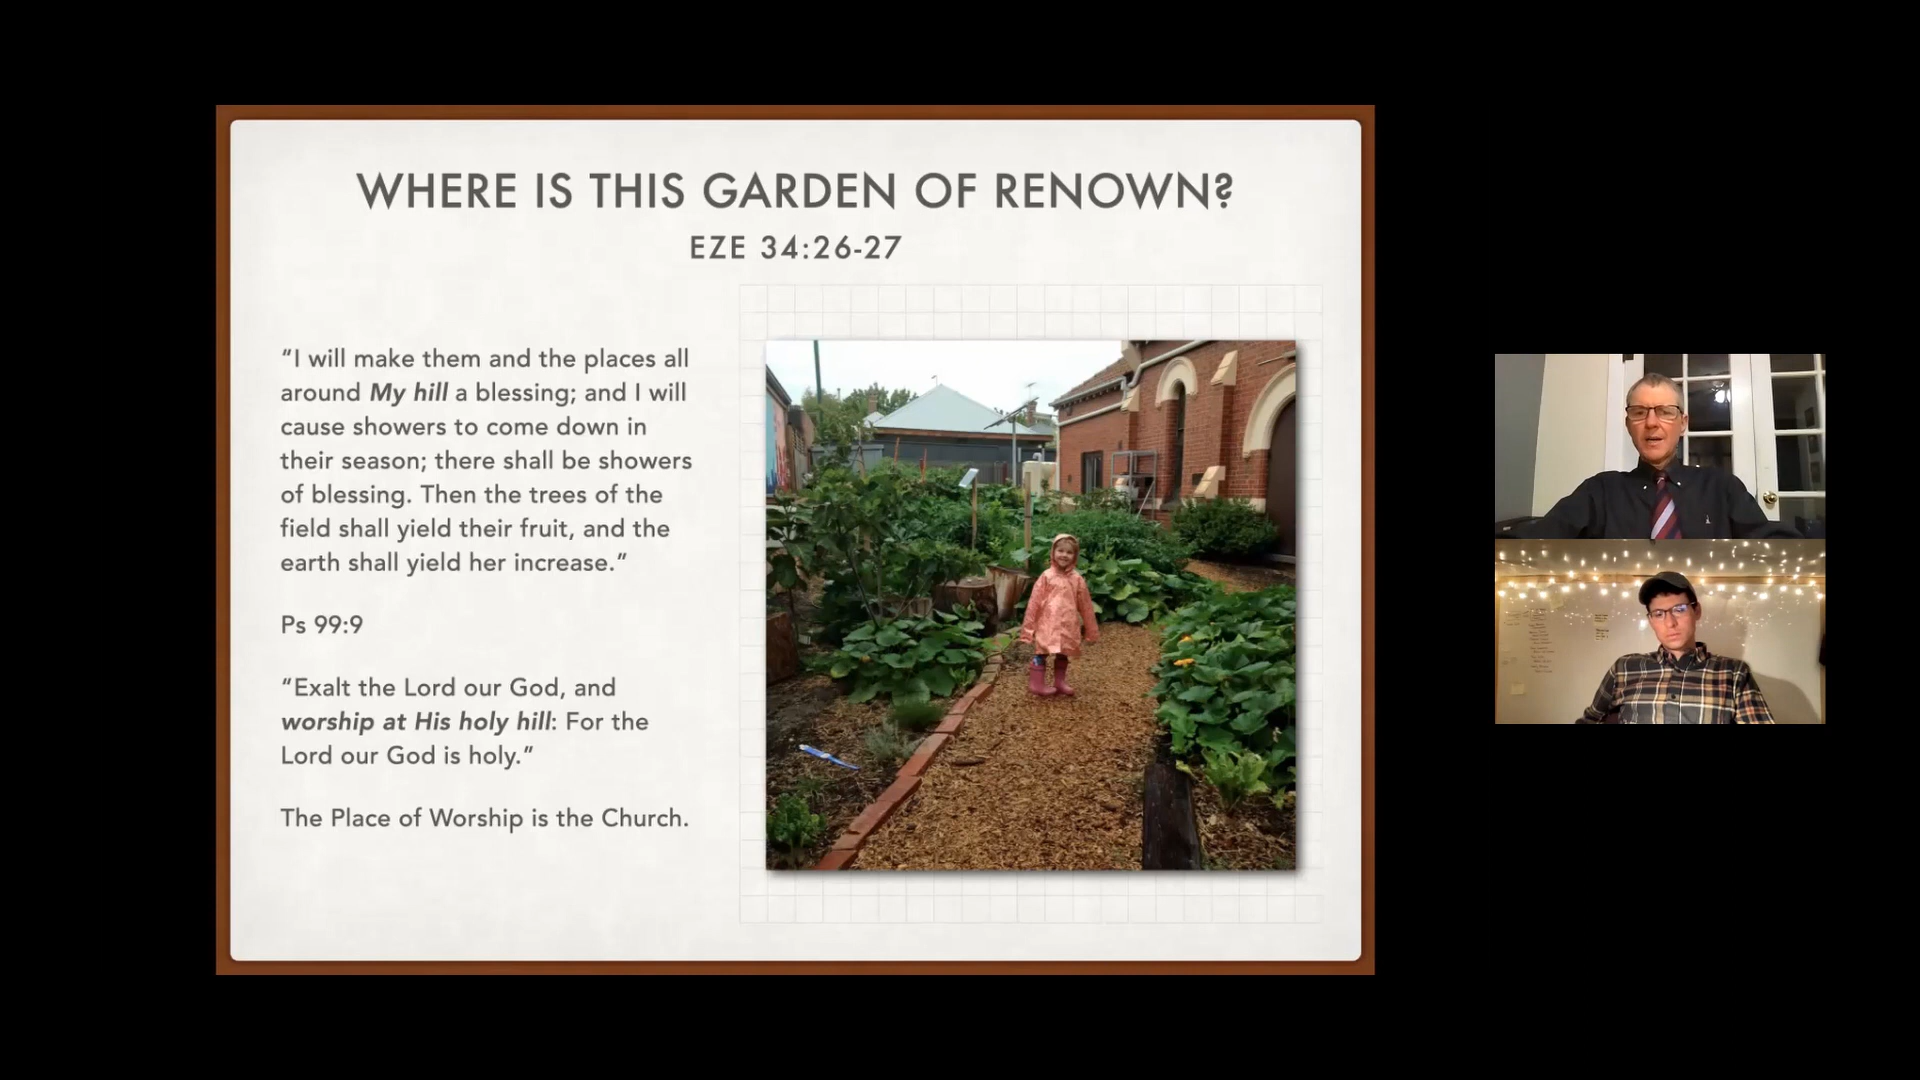 WHERE IS THIS GARDEN OF RENOWN?
EZE 34:26-27
“I will make them and the places all
around My hill a blessing; and I will
cause showers to come down in
their season; there shall be showers
of blessing. Then the trees of the
field shall yield their fruit, and the
earth shall yield her increase.”
Ps 99:9
“Exalt the Lord our God, and
worship at His holy hill: For the
Lord our God is holy.”
The Place of Worship is the Church.